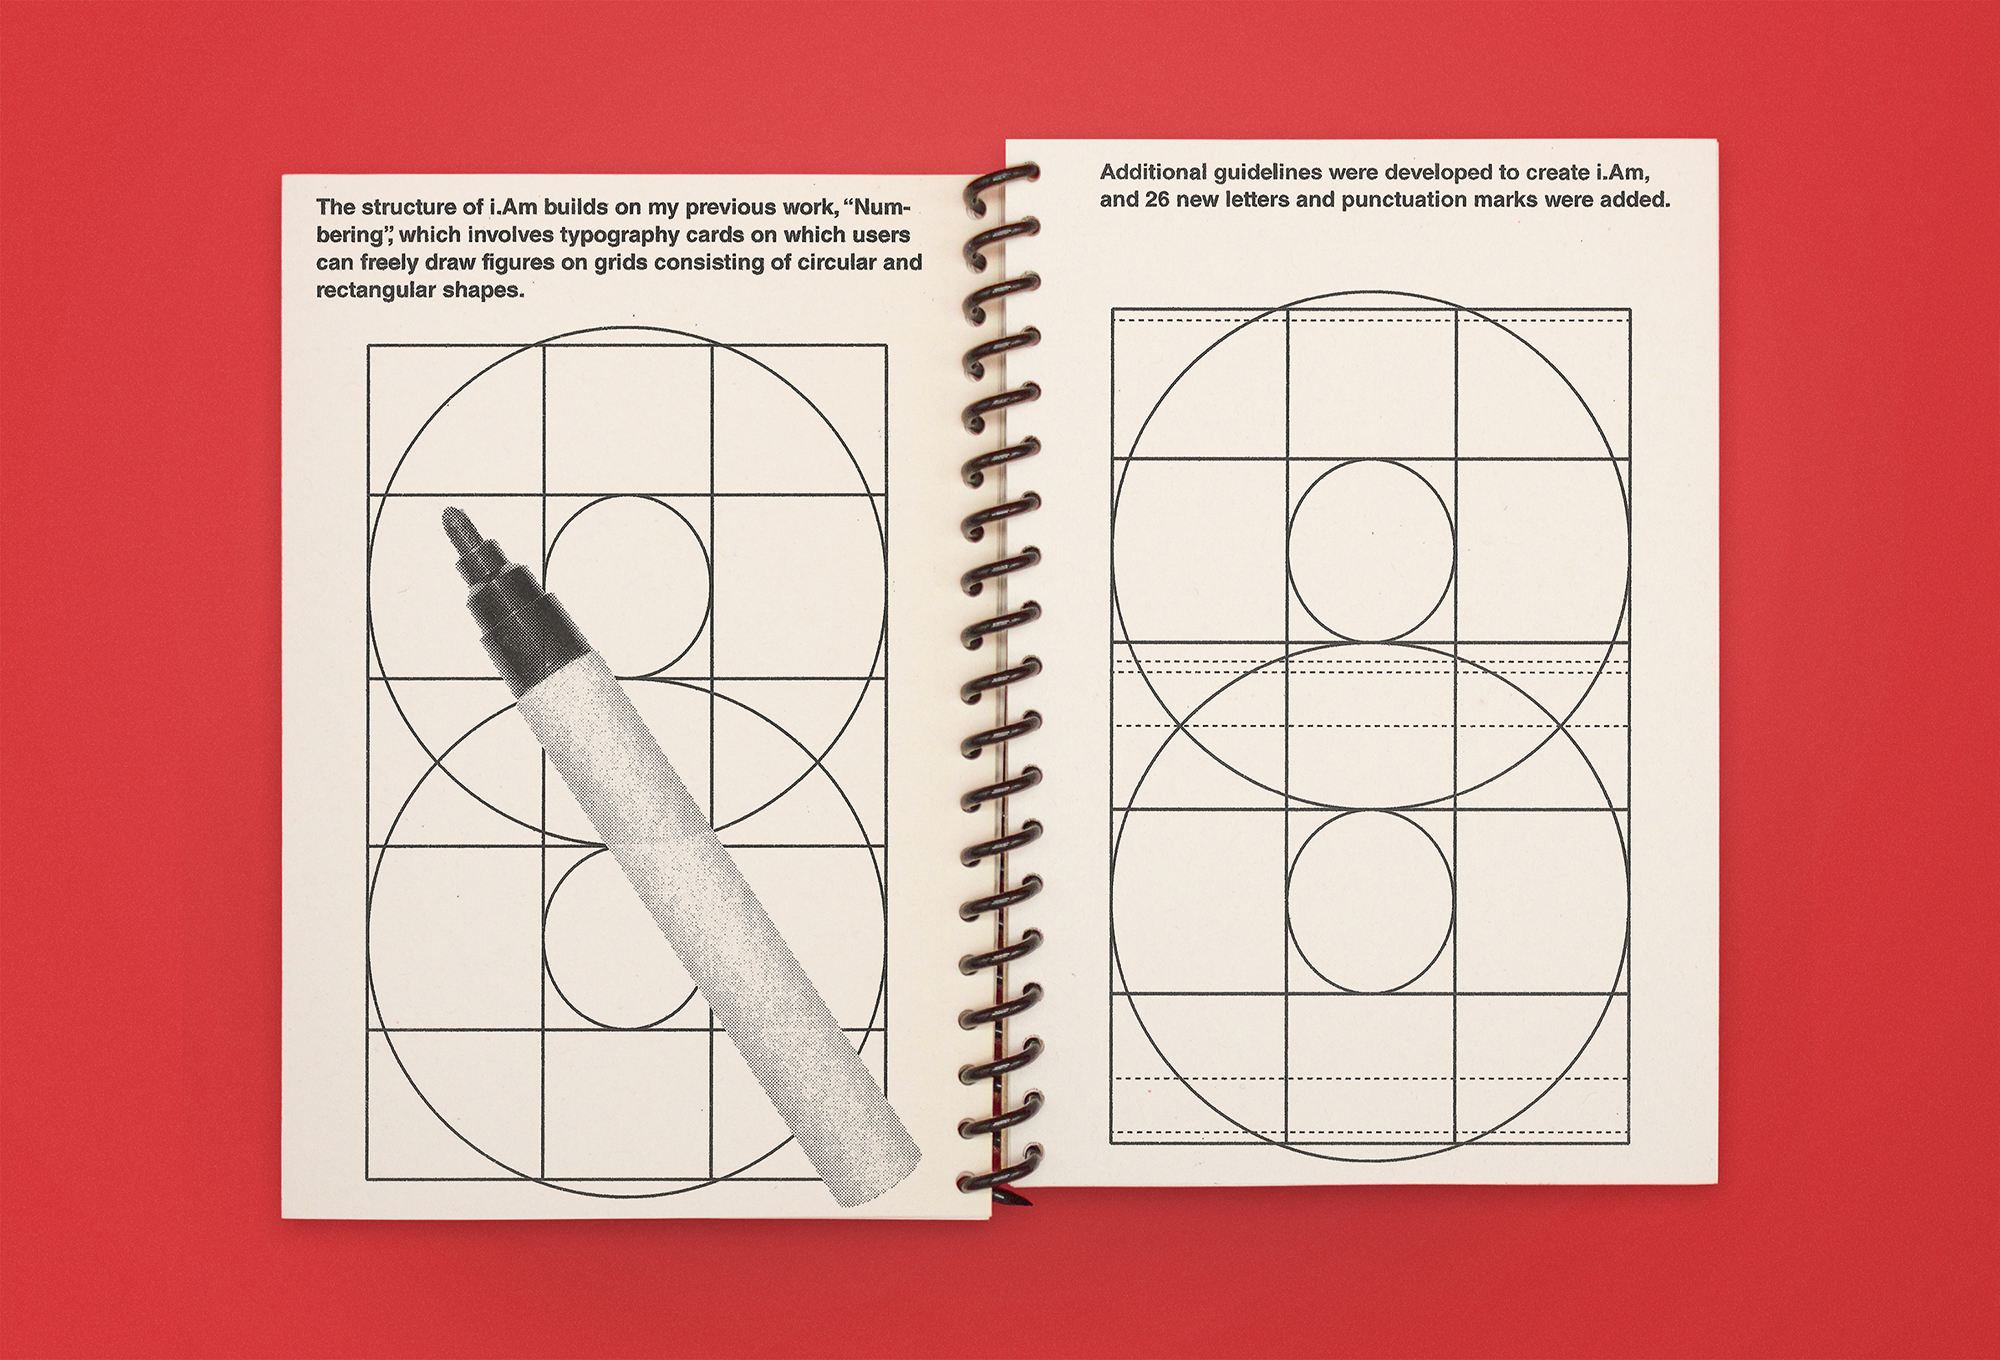 The structure of i.Am builds on my previous work, “Num-
bering”, which involves typography cards on which users
can freely draw figures on grids consisting of circular and
rectangular shapes.
Additional guidelines were developed to create i.Am,
and 26 new letters and punctuation marks were added.